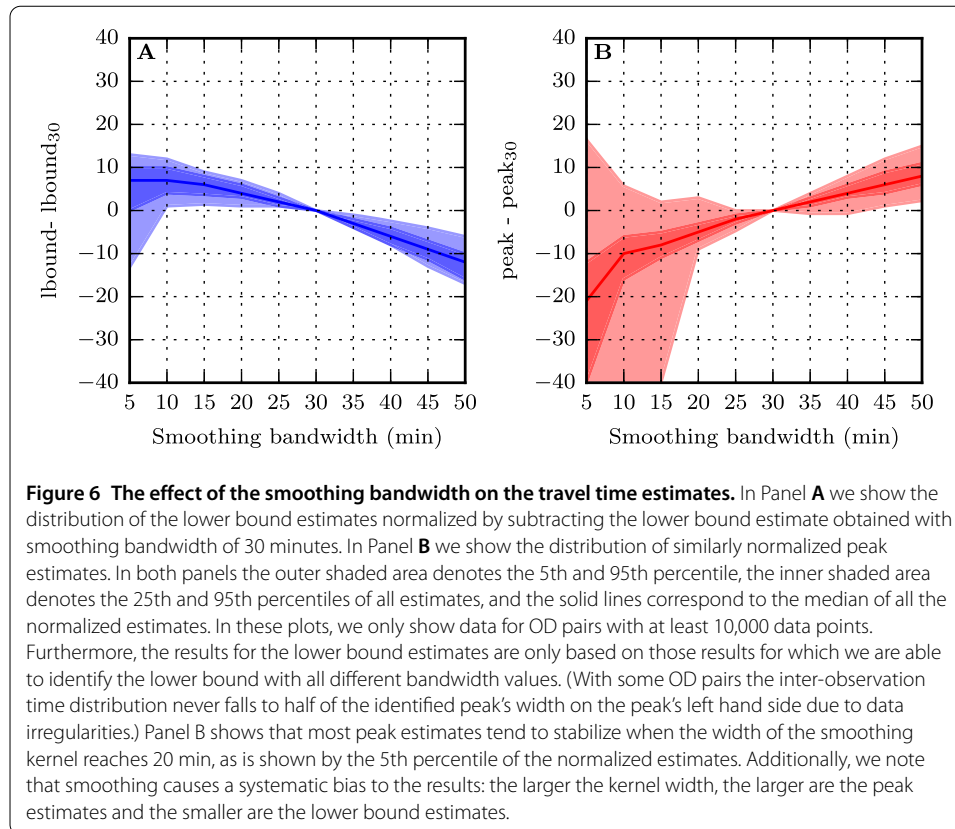 A
B
40
30
20
10
0
−10
−20
−30
−40
lbound- lbound30
5 10 15 20 25 30 35 40 45 50
Smoothing bandwidth (min)
40
30
20
10
0
−10
−20
−30
−40
peak - peak30
5 10 15 20 25 30 35 40 45 50
Smoothing bandwidth (min)
Figure 6 The effect of the smoothing bandwidth on the travel time estimates. In Panel A we show the
distribution of the lower bound estimates normalized by subtracting the lower bound estimate obtained with
smoothing bandwidth of 30 minutes. In Panel B we show the distribution of similarly normalized peak
estimates. In both panels the outer shaded area denotes the 5th and 95th percentile, the inner shaded area
denotes the 25th and 95th percentiles of all estimates, and the solid lines correspond to the median of all the
normalized estimates. In these plots, we only show data for OD pairs with at least 10,000 data points.
Furthermore, the results for the lower bound estimates are only based on those results for which we are able
to identify the lower bound with all different bandwidth values. (With some OD pairs the inter-observation
time distribution never falls to half of the identified peak's width on the peak's left hand side due to data
irregularities.) Panel B shows that most peak estimates tend to stabilize when the width of the smoothing
kernel reaches 20 min, as is shown by the 5th percentile of the normalized estimates. Additionally, we note
that smoothing causes a systematic bias to the results: the larger the kernel width, the larger are the peak
estimates and the smaller are the lower bound estimates.